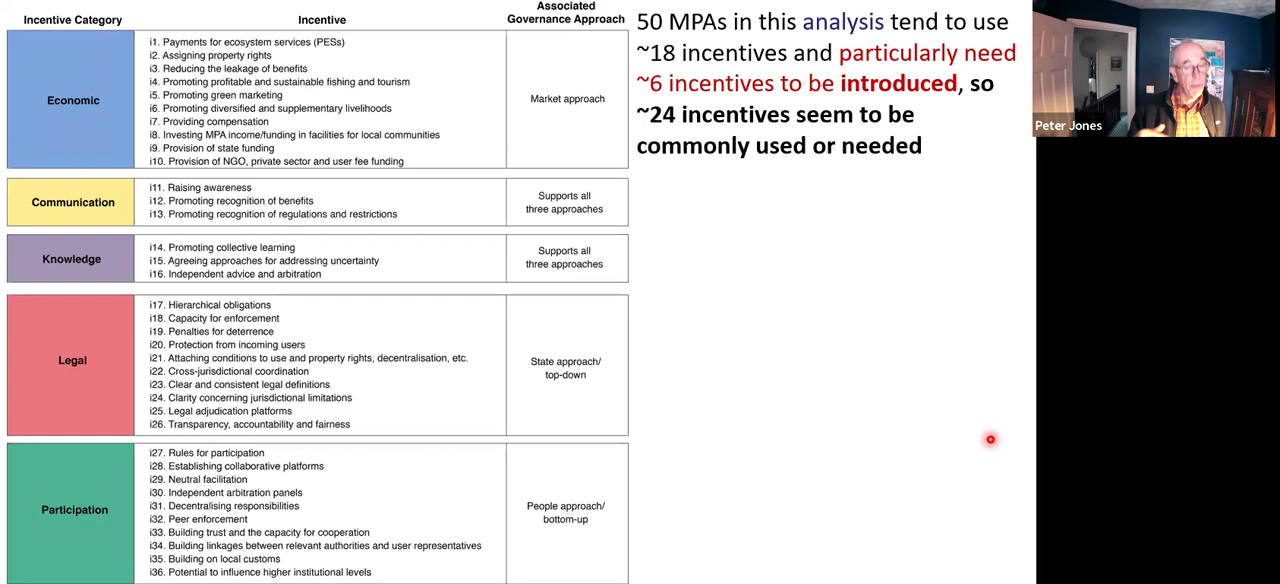 Incentive Category
Incentive
Associated
Governance Approach
Economic
i1. Payments for ecosystem services (PESs)
i2. Assigning property rights
i3. Reducing the leakage of benefits
i4. Promoting profitable and sustainable fishing and tourism
i5. Promoting green marketing
i6. Promoting diversified and supplementary livelihoods
i7. Providing compensation
i8. Investing MPA income/funding in facilities for local communities
i9. Provision of state funding
i10. Provision of NGO, private sector and user fee funding
Market approach
Communication
i11. Raising awareness
i12. Promoting recognition of benefits
i13. Promoting recognition of regulations and restrictions
Supports all
three approaches
Knowledge
i14. Promoting collective learning
i15. Agreeing approaches for addressing uncertainty
i16. Independent advice and arbitration
Supports all
three approaches
Legal
i17. Hierarchical obligations
i18. Capacity for enforcement
i19. Penalties for deterrence
i20. Protection from incoming users
i21. Attaching conditions to use and property rights, decentralisation, etc.
i22. Cross-jurisdictional coordination
i23. Clear and consistent legal definitions
i24. Clarity concerning jurisdictional limitations
i25. Legal adjudication platforms
i26. Transparency, accountability and fairness
State approach/
top-down
Participation
i27. Rules for participation
i28. Establishing collaborative platforms
i29. Neutral facilitation
i30. Independent arbitration panels
i31. Decentralising responsibilities
i32. Peer enforcement
i33. Building trust and the capacity for cooperation
i34. Building linkages between relevant authorities and user representatives
i35. Building on local customs
i36. Potential to influence higher institutional levels
People approach/
bottom-up
50 MPAs in this analysis tend to use
~18 incentives and particularly need
~6 incentives to be introduced, so
~24 incentives seem to be
commonly used or needed
Peter Jones